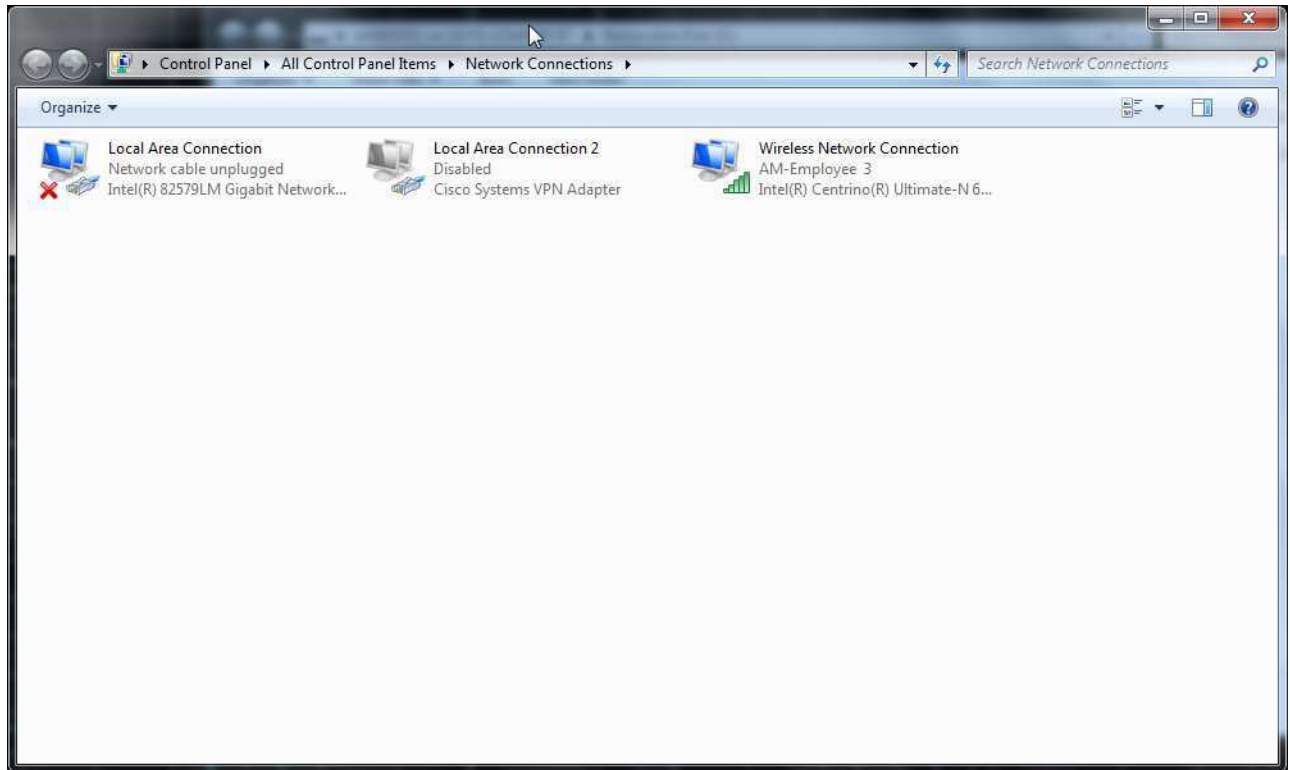 Control Panel ▸ All Control Panel Items ▸ Network Connections ▸
Search Network Connections
Organize
Local Area Connection
Network cable unplugged
Intel(R) 82579LM Gigabit Network...
Local Area Connection 2
Disabled
Cisco Systems VPN Adapter
Wireless Network Connection
AM-Employee 3
Intel(R) Centrino(R) Ultimate-N 6...